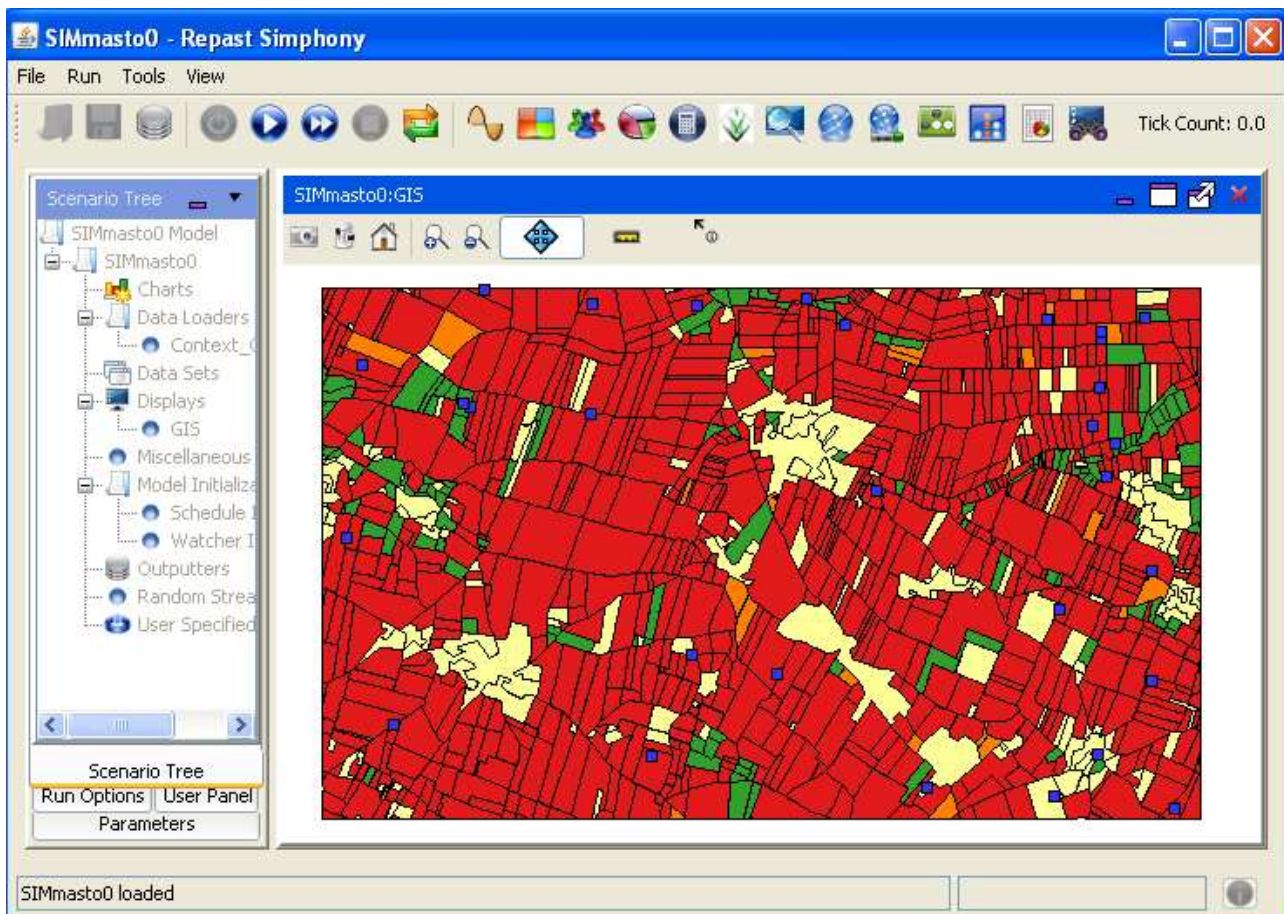 SIMmasto0 - Repast Simphony
File Run Tools View
Tick Count: 0.0
Scenario Tree
SIMmasto0 Model
SIMmasto0
Charts
Data Loaders
Context_
Data Sets
Displays
GIS
Miscellaneous
Model Initializa
Schedule I
Watcher I
Outputters
Random Strea
User Specified
Scenario Tree
Run Options User Panel
Parameters
SIMmasto0:GIS
SIMmasto0 loaded